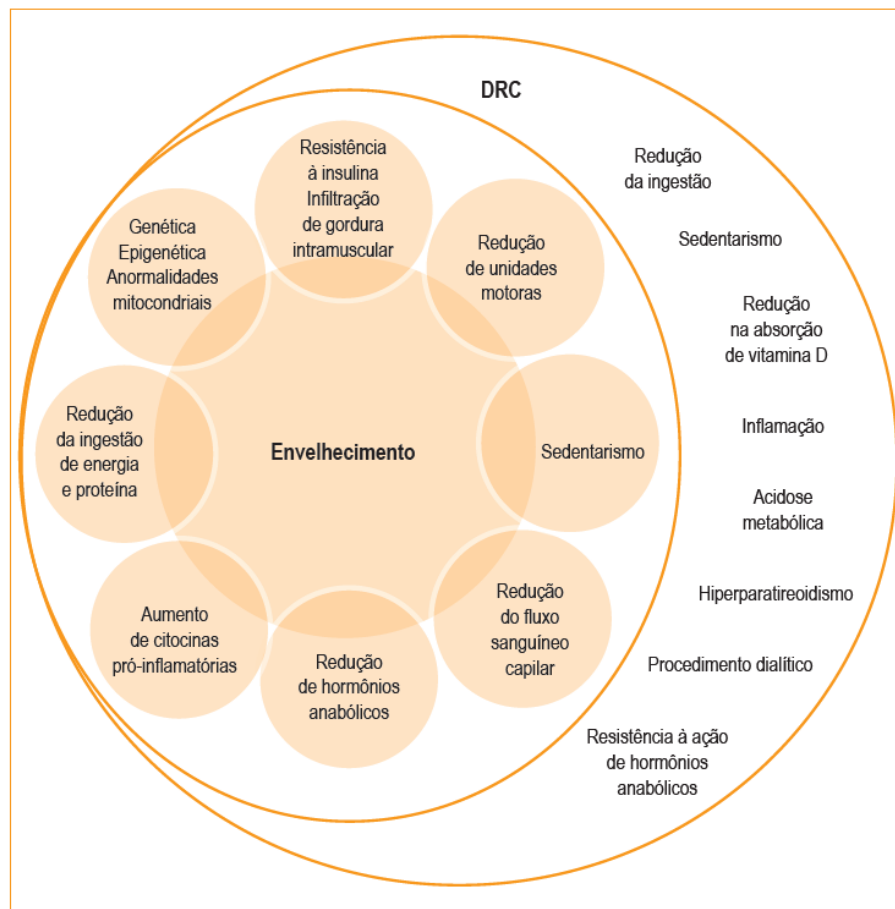 DRC
Redução
da ingestão
Sedentarismo
Redução
na absorção
de vitamina D
Inflamação
Acidose
metabólica
Hiperparatireoidismo
Procedimento dialítico
Resistência à ação
de hormônios
anabólicos
Resistência
à insulina
Infiltração
de gordura
intramuscular
Redução
de unidades
motoras
Sedentarismo
Redução
do fluxo
sanguíneo
capilar
Redução
de hormônios
anabólicos
Aumento
de citocinas
pró-inflamatórias
Redução
da ingestão
de energia
e proteína
Genética
Epigenética
Anormalidades
mitocondriais
Envelhecimento